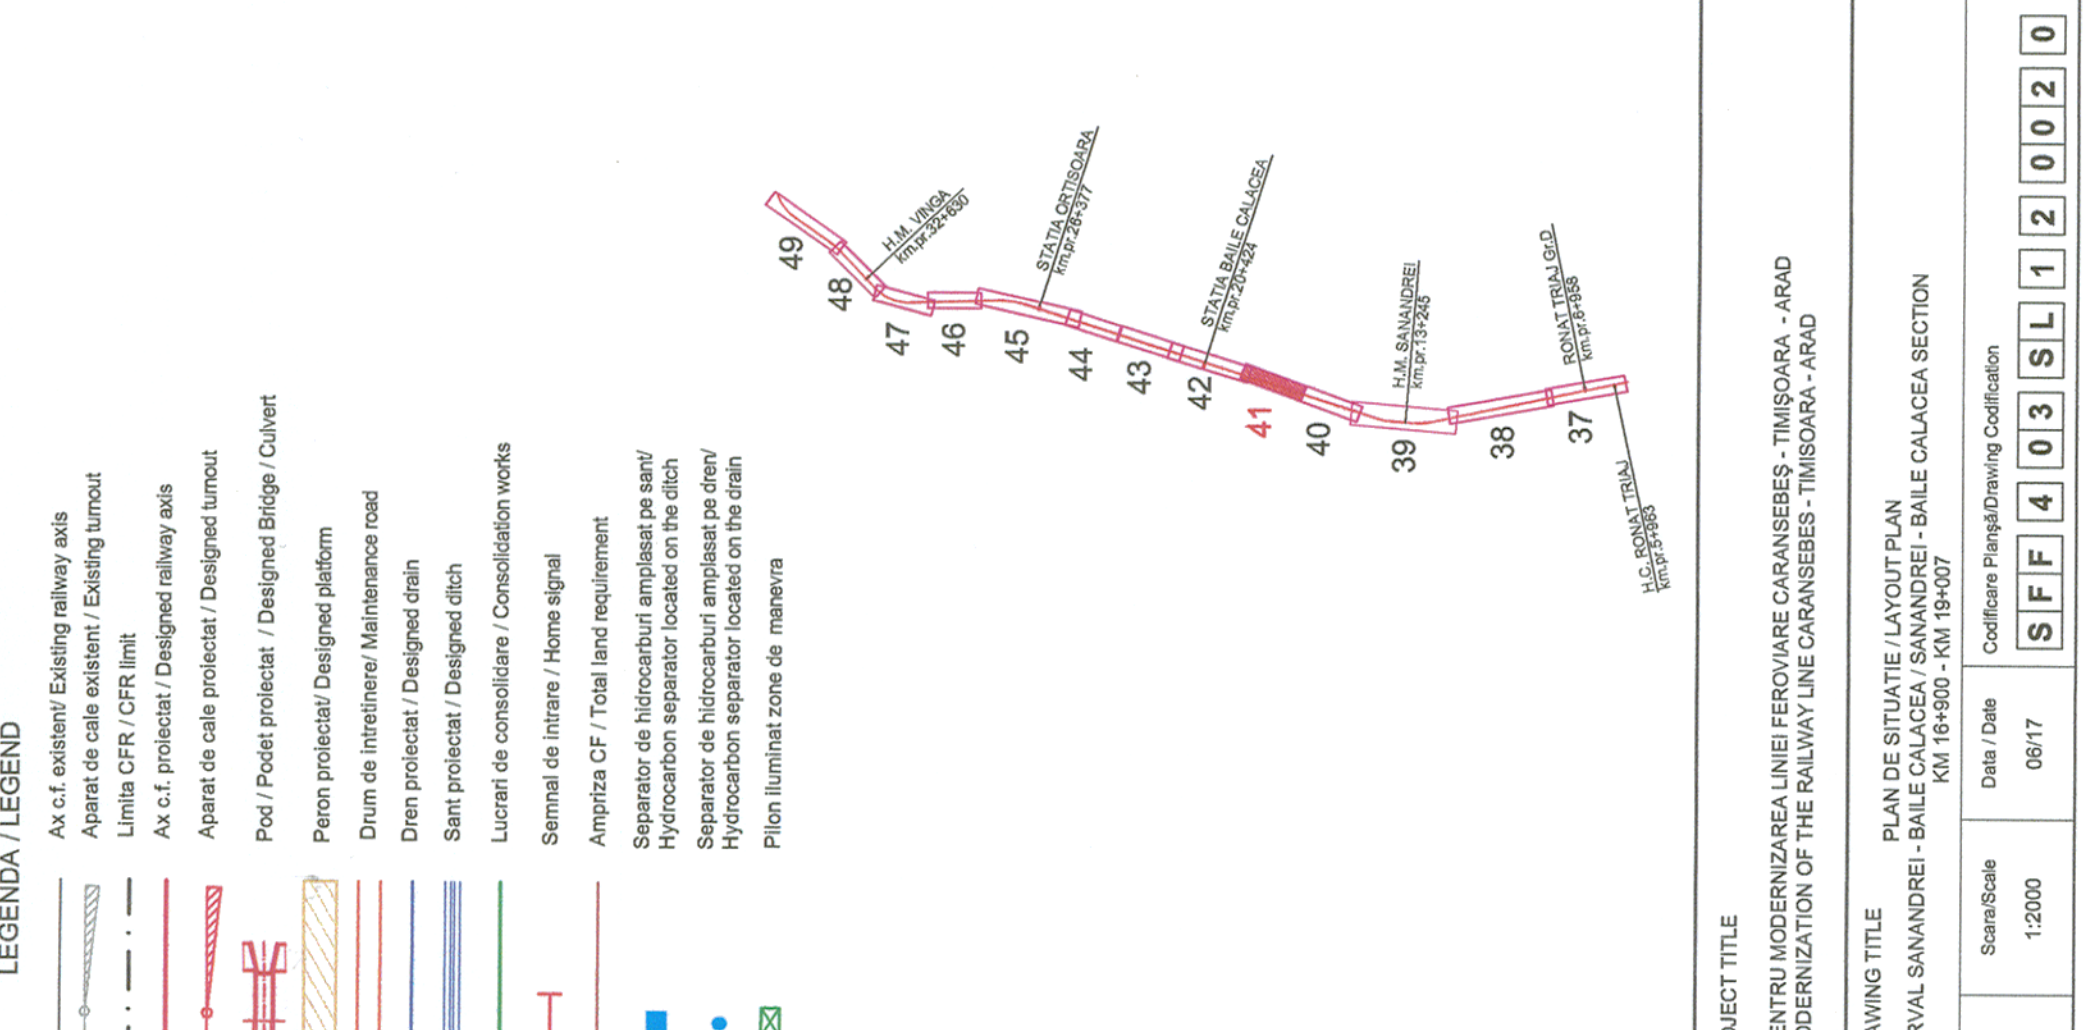 LEGENDA / LEGEND
Ax c.f. existent/ Existing railway axis
Aparat de cale existent / Existing turnout
Limita CFR / CFR limit
Ax c.f. proiectat / Designed railway axis
Aparat de cale proiectat / Designed turnout
Pod / Podet proiectat / Designed Bridge / Culvert
Peron proiectat/ Designed platform
Drum de intretinere/ Maintenance road
Dren proiectat / Designed drain
Sant proiectat / Designed ditch
Lucrari de consolidare / Consolidation works
Semnal de intrare / Home signal
Ampriza CF / Total land requirement
Separator de hidrocarburi amplasat pe sant/
Hydrocarbon separator located on the ditch
Separator de hidrocarburi amplasat pe dren/
Hydrocarbon separator located on the drain
Pilon iluminat zone de manevra
49
48
47
46
45
44
43
42
41
40
39
38
37
H.M. VINGA
km.pr.32+630
STATIA ORTISOARA
km.pr.26+377
STATIA BAILE CALACEA
km.pr.20+424
H.M. SANANDREI
km.pr.13+245
RONAT TRIAJ Gr.D
km.pr.6+958
H.C. RONAT TRIAJ
km.pr.5+963
JECT TITLE
ENTRU MODERNIZAREA LINIEI FEROVIARE CARANSEBEŞ - TIMIŞOARA - ARAD
ODERNIZATION OF THE RAILWAY LINE CARANSEBES - TIMISOARA - ARAD
AWING TITLE
PLAN DE SITUATIE / LAYOUT PLAN
RVAL SANANDREI - BAILE CALACEA / SANANDREI - BAILE CALACEA SECTION
KM 16+900 - KM 19+007
Scara/Scale
1:2000
Data / Date
06/17
Codificare Planşă/Drawing Codification
S F F 4 0 3 S L 1 2 0 0 2 0